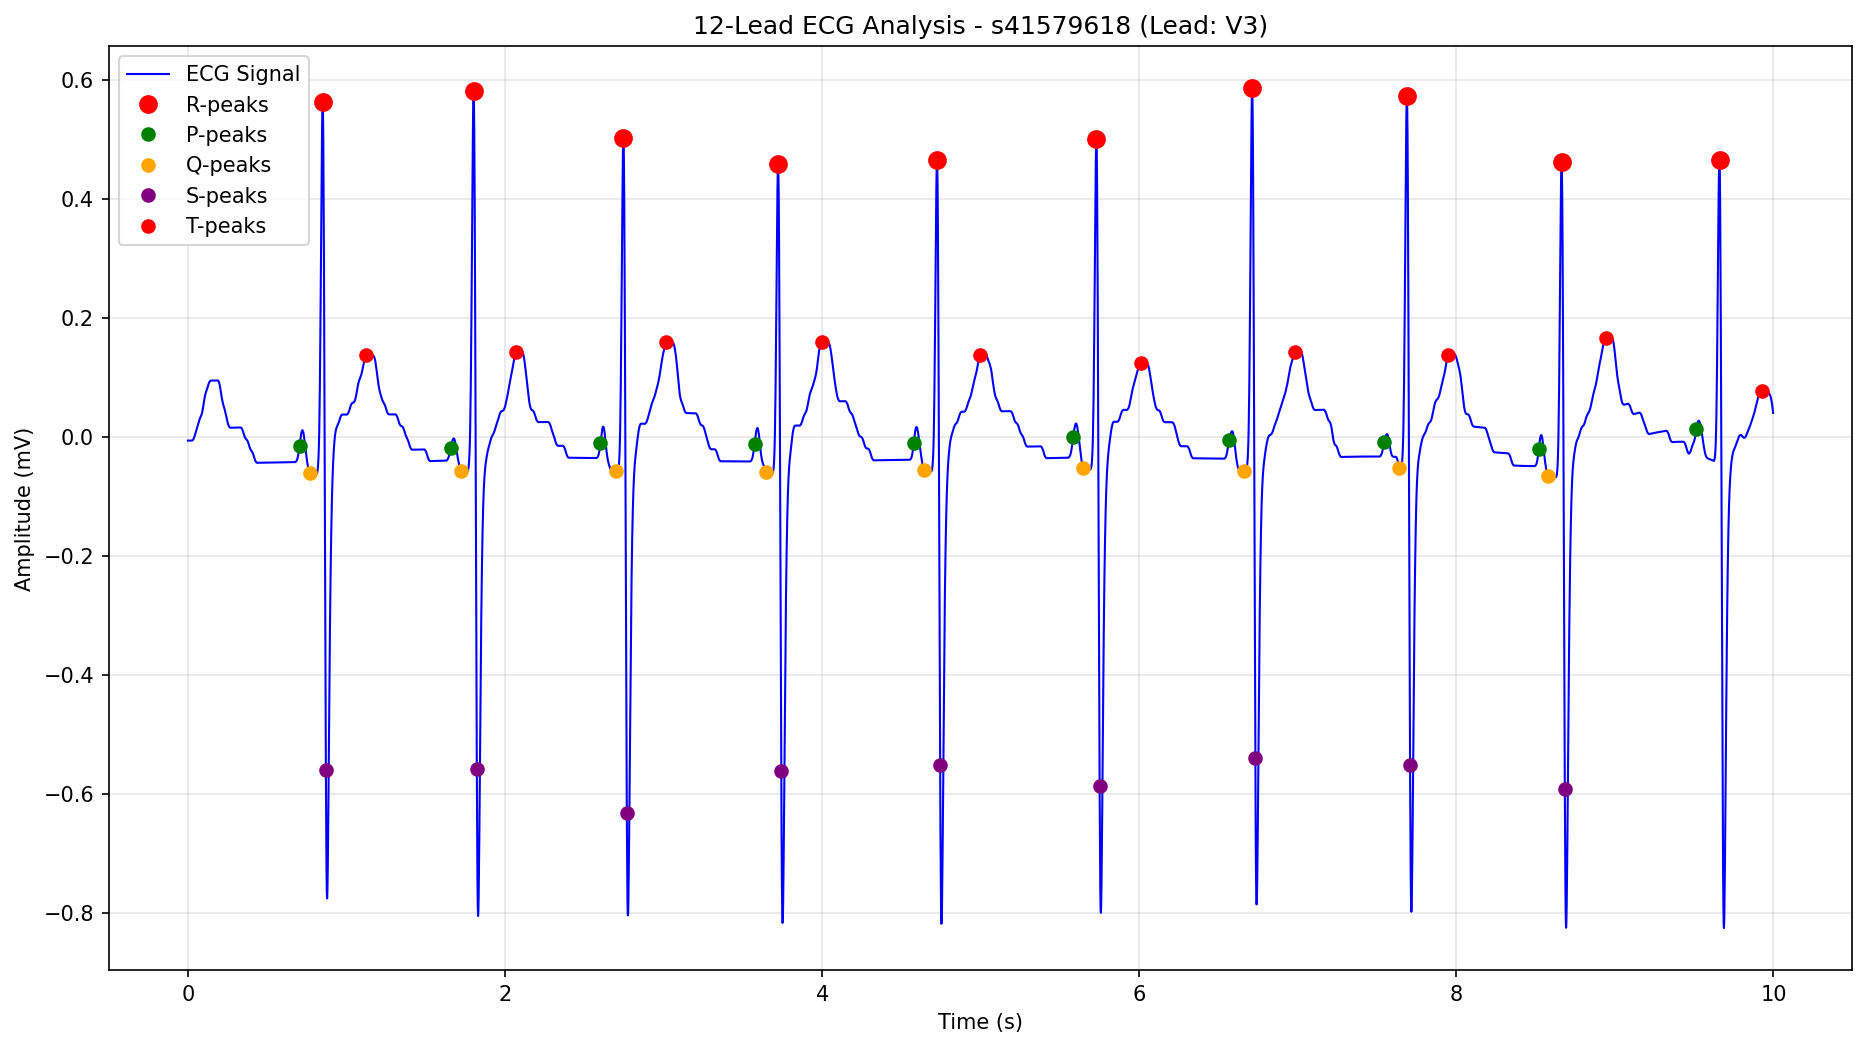 12-Lead ECG Analysis - s41579618 (Lead: V3)
ECG Signal
R-peaks
P-peaks
Q-peaks
S-peaks
T-peaks
0.6
0.4
0.2
0.0
−0.2
−0.4
−0.6
−0.8
Amplitude (mV)
0 2 4 6 8 10
Time (s)